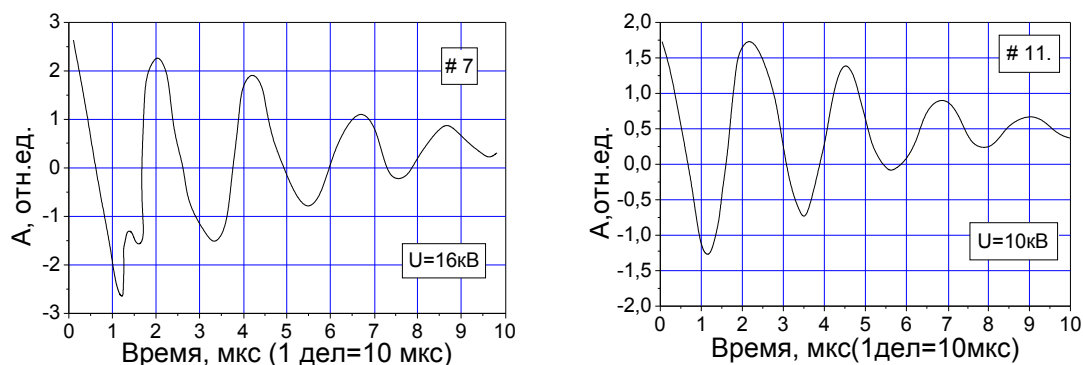 3
2
1
0
-1
-2
-3
А, отн.ед.
# 7
U=16кВ
0 1 2 3 4 5 6 7 8 9 10
Время, мкс (1 дел=10 мкс)
2,0
1,5
1,0
0,5
0,0
-0,5
-1,0
-1,5
-2,0
А,отн.ед.
# 11.
U=10кВ
0 1 2 3 4 5 6 7 8 9 10
Время, мкс(1дел=10мкс)